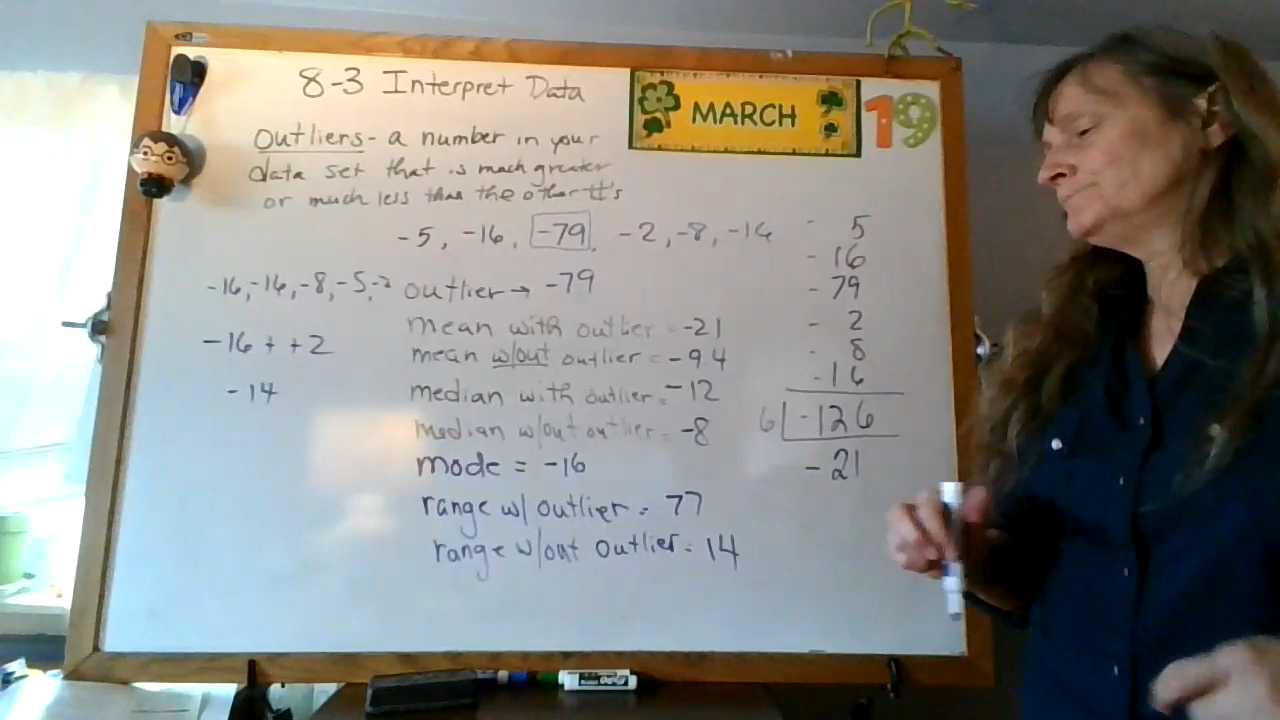 8-3 Interpret Data
MARCH
19
Outliers - a number in your
data set that is much greater
or much less than the other #'s
-5, -16, -79, -2, -8, -16
-16, -16, -8, -5, -2
-16 + +2
-14
outlier → -79
mean with outlier = -21
mean w/out outlier = -9.4
median with outlier = -12
median w/out outlier = -8
mode = -16
range w/ outlier = 77
range w/out outlier = 14
- 5
- 16
- 79
- 2
- 8
- 16
6 -126
- 21
EXPO